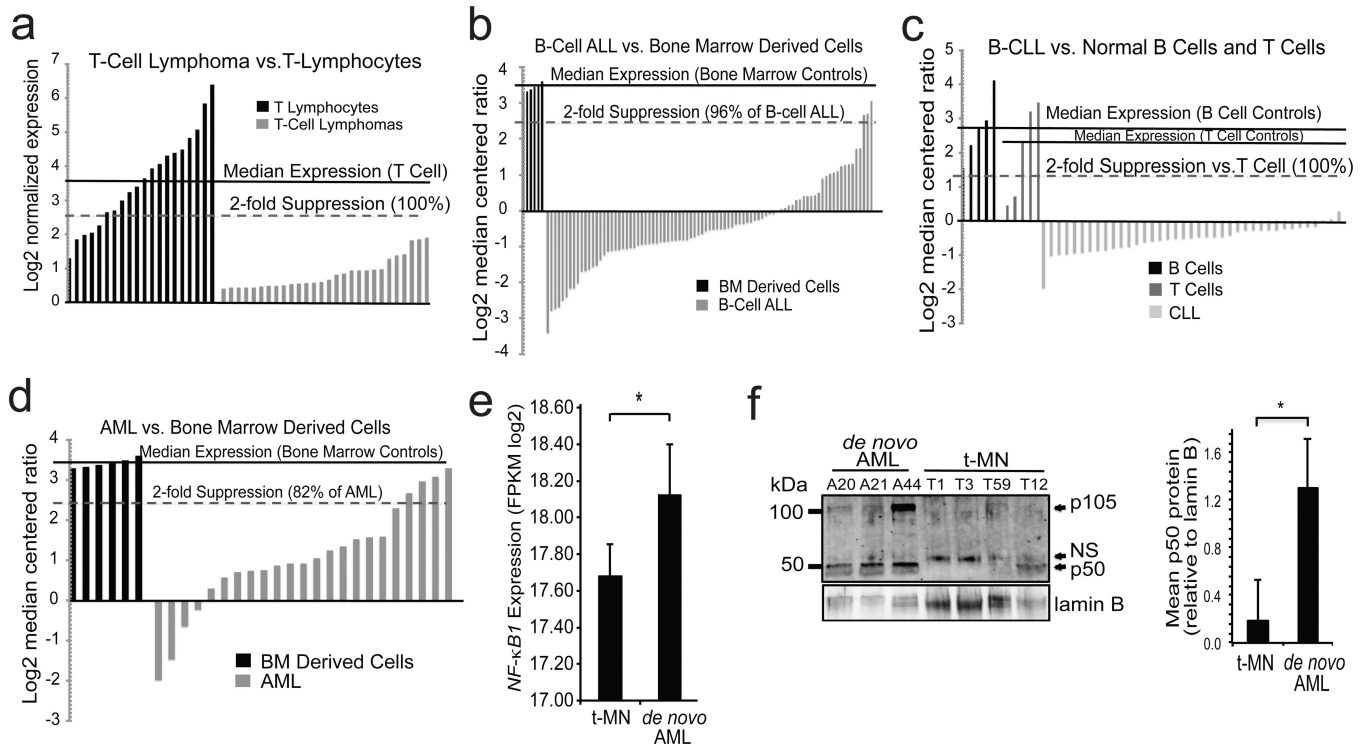 a
T-Cell Lymphoma vs.T-Lymphocytes
Log2 normalized expression
7
6
5
4
3
2
1
0
T Lymphocytes
T-Cell Lymphomas
Median Expression (T Cell)
2-fold Suppression (100%)
b
B-Cell ALL vs. Bone Marrow Derived Cells
Log2 median centered ratio
4
3
2
1
0
-1
-2
-3
-4
Median Expression (Bone Marrow Controls)
2-fold Suppression (96% of B-cell ALL)
BM Derived Cells
B-Cell ALL
c
B-CLL vs. Normal B Cells and T Cells
Log2 median centered ratio
5
4
3
2
1
0
-1
-2
-3
Median Expression (B Cell Controls)
Median Expression (T Cell Controls)
2-fold Suppression vs.T Cell (100%)
B Cells
T Cells
CLL
d
AML vs. Bone Marrow Derived Cells
Log2 median centered ratio
4
3
2
1
0
-1
-2
-3
Median Expression (Bone Marrow Controls)
2-fold Suppression (82% of AML)
BM Derived Cells
AML
e
NF-κB1 Expression (FPKM log2)
18.60
18.40
18.20
18.00
17.80
17.60
17.40
17.20
17.00
*
t-MN
de novo
AML
f
de novo
AML
t-MN
kDa
A20 A21 A44 T1 T3 T59 T12
100
50
p105
NS
p50
lamin B
Mean p50 protein
(relative to lamin B)
1.6
1.2
0.8
0.4
0.0
*
t-MN
de novo
AML